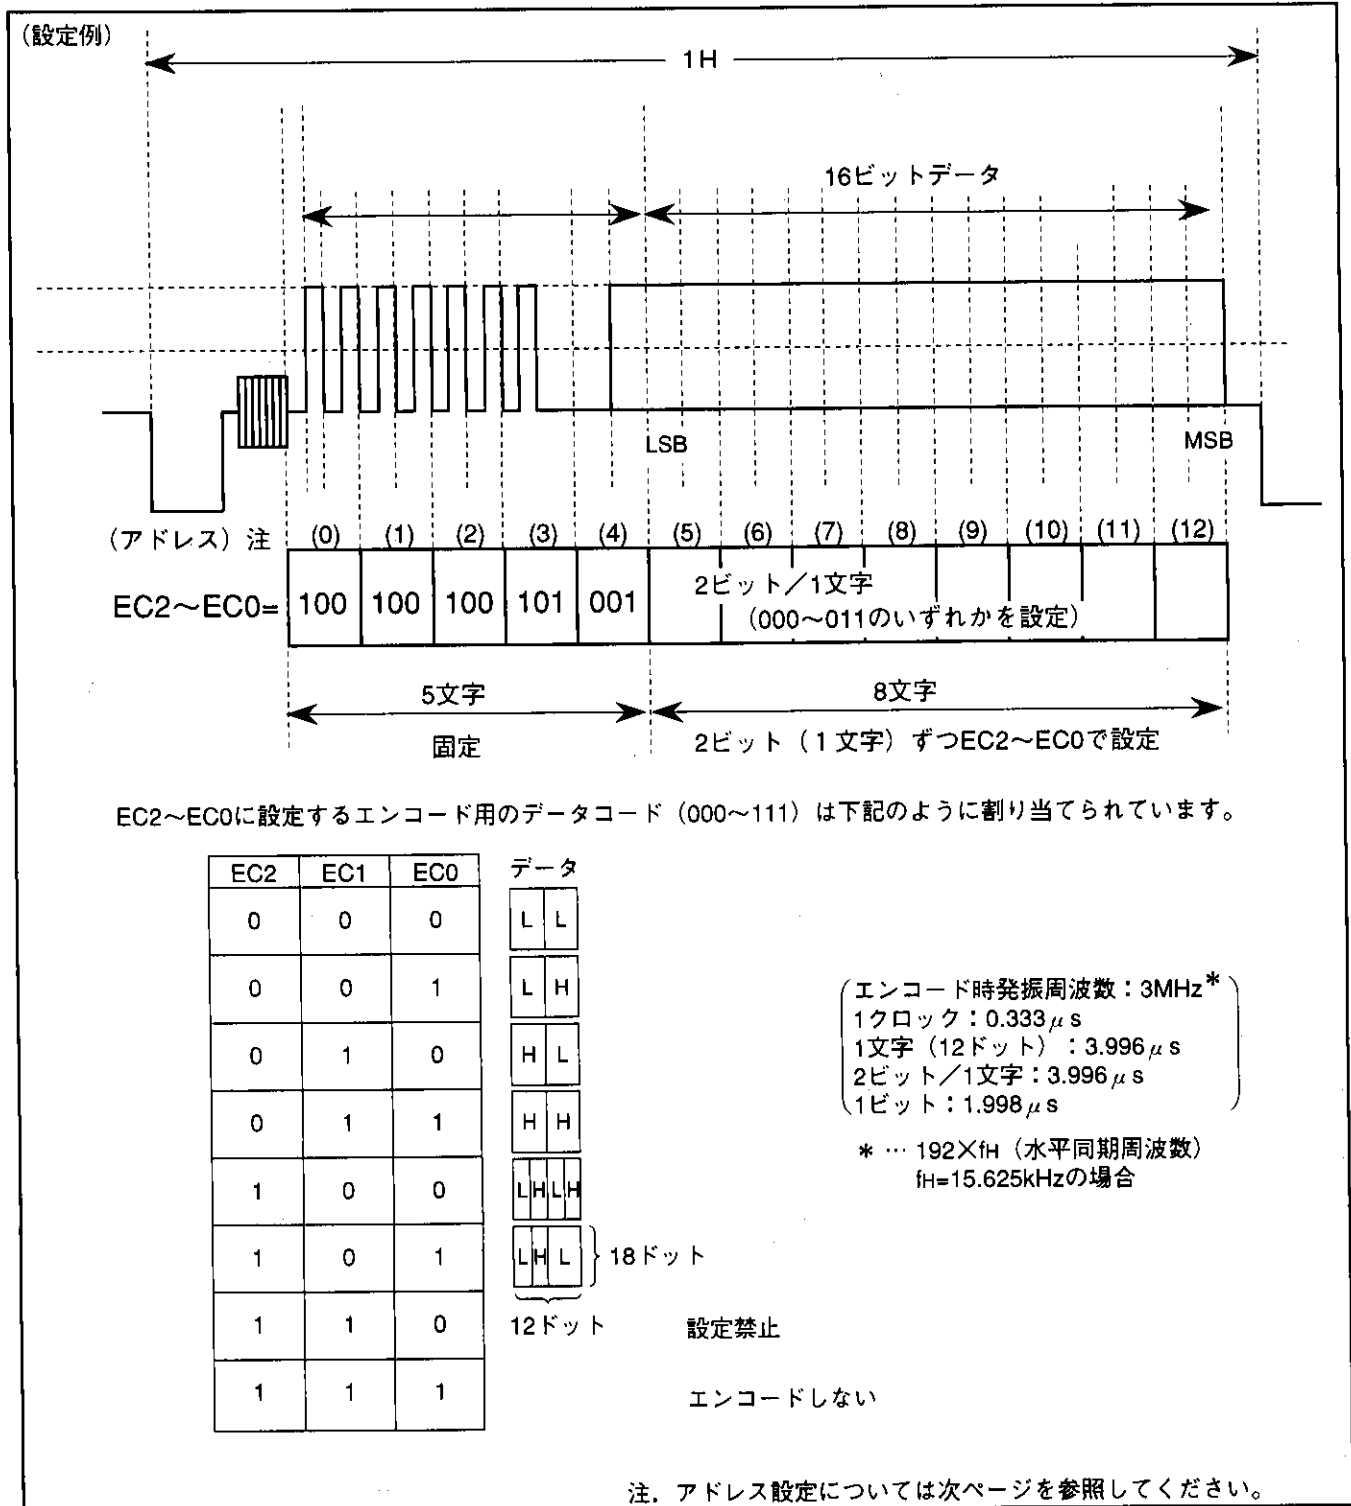 (設定例)
1H
16ビットデータ
LSB
MSB
(アドレス)注 (0) (1) (2) (3) (4) (5) (6) (7) (8) (9) (10) (11) (12)
EC2～EC0= 100 100 100 101 001
2ビット／1文字
(000～011のいずれかを設定)
5文字
8文字
固定
2ビット(1文字)ずつEC2～EC0で設定
EC2～EC0に設定するエンコード用のデータコード(000～111)は下記のように割り当てられています。
EC2 EC1 EC0 データ
0 0 0 L L
0 0 1 L H
0 1 0 H L
0 1 1 H H
1 0 0 L H L H
1 0 1 L H L 18ドット
12ドット
1 1 0 設定禁止
1 1 1 エンコードしない
エンコード時発振周波数：3MHz*
1クロック：0.333μs
1文字(12ドット)：3.996μs
2ビット／1文字：3.996μs
1ビット：1.998μs
* … 192×fH(水平同期周波数)
fH=15.625kHzの場合
注．アドレス設定については次ページを参照してください。